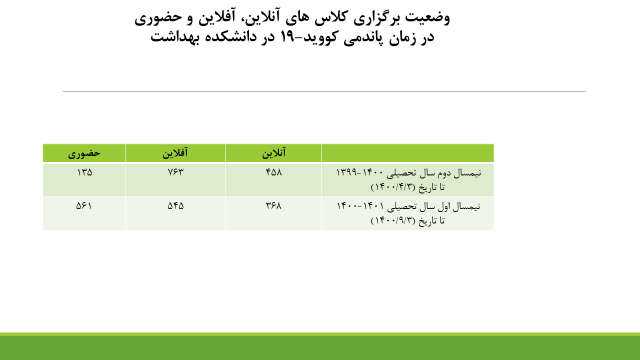 وضعیت برگزاری کلاس های آنلاین، آفلاین و حضوری
در زمان پاندمی کووید-۱۹ در دانشکده بهداشت
آنلاین آفلاین حضوری
نیمسال دوم سال تحصیلی ۱۴۰۰-۱۳۹۹ ۴۵۸ ۷۶۳ ۱۳۵
تا تاریخ (۱۴۰۰/۴/۳)
نیمسال اول سال تحصیلی ۱۴۰۱-۱۴۰۰ ۳۶۸ ۵۴۵ ۵۶۱
تا تاریخ (۱۴۰۰/۹/۳)